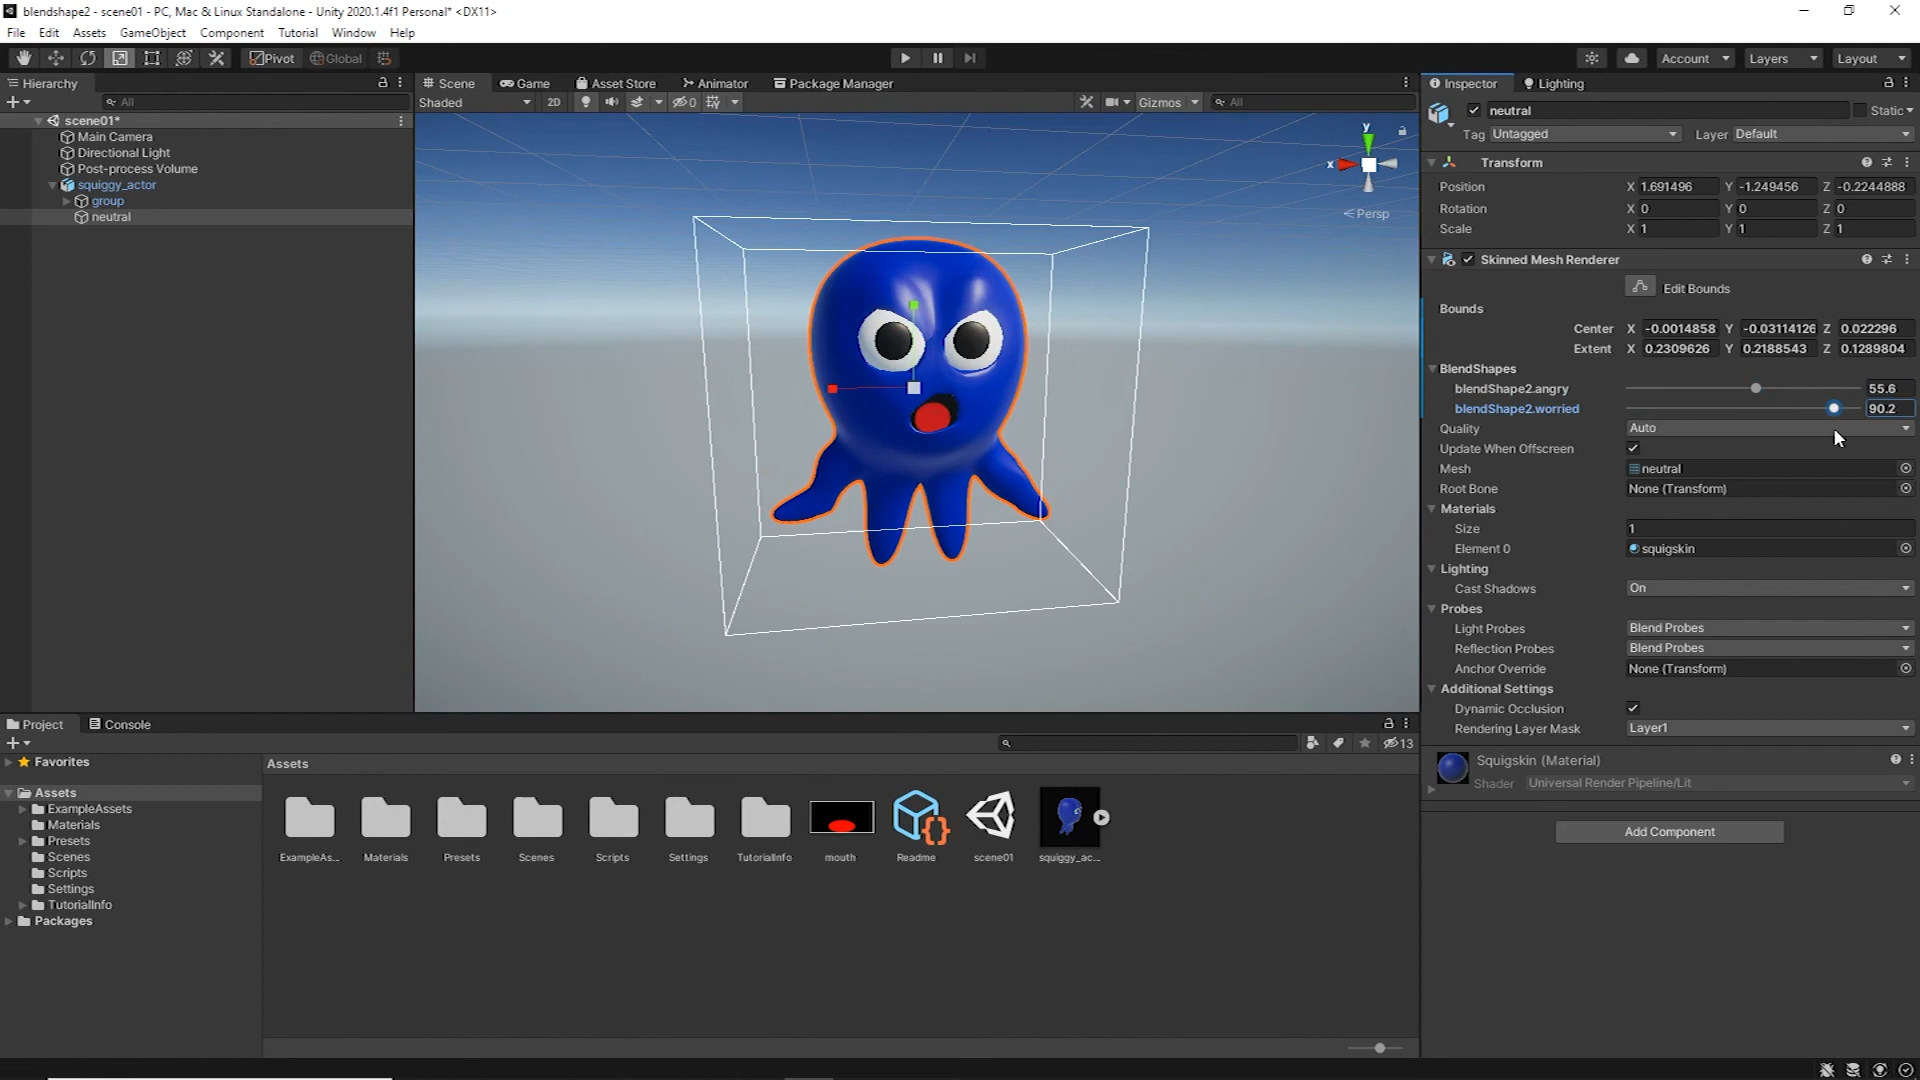 blendshape2 - scene01 - PC, Mac & Linux Standalone - Unity 2020.1.4f1 Personal* <DX11>
File Edit Assets GameObject Component Tutorial Window Help
Pivot Global Account Layers Layout
Hierarchy
All
scene01*
Main Camera
Directional Light
Post-process Volume
squiggy_actor
group
neutral
Scene Game Asset Store Animator Package Manager
Shaded 2D 0 Gizmos All
y
x
Persp
Inspector Lighting
neutral Static
Tag Untagged Layer Default
Transform
Position X 1.691496 Y -1.249456 Z -0.2244888
Rotation X 0 Y 0 Z 0
Scale X 1 Y 1 Z 1
Skinned Mesh Renderer
Edit Bounds
Bounds
Center X -0.0014858 Y -0.03114126 Z 0.022296
Extent X 0.2309626 Y 0.2188543 Z 0.1289804
BlendShapes
blendShape2.angry 55.6
blendShape2.worried 90.2
Quality Auto
Update When Offscreen
Mesh neutral
Root Bone None (Transform)
Materials
Size 1
Element 0 squigskin
Lighting
Cast Shadows On
Probes
Light Probes Blend Probes
Reflection Probes Blend Probes
Anchor Override None (Transform)
Additional Settings
Dynamic Occlusion
Rendering Layer Mask Layer1
Squigskin (Material)
Shader Universal Render Pipeline/Lit
Add Component
Project Console
13
Favorites
Assets
ExampleAssets
Materials
Presets
Scenes
Scripts
Settings
TutorialInfo
Packages
Assets
ExampleAs... Materials Presets Scenes Scripts Settings TutorialInfo mouth Readme scene01 squiggy_ac...